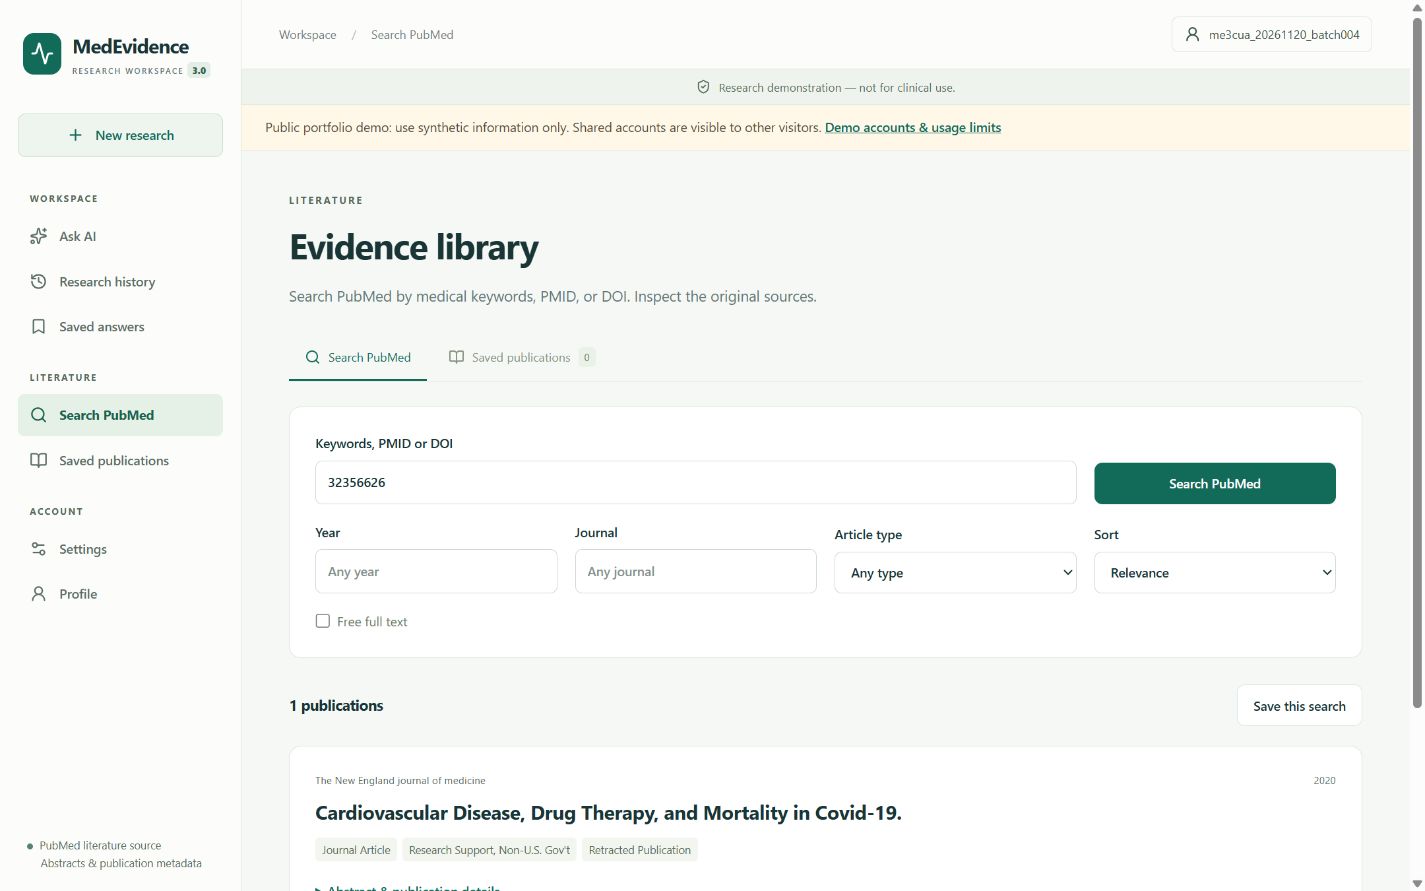 MedEvidence
RESEARCH WORKSPACE 3.0
New research
WORKSPACE
Ask AI
Research history
Saved answers
LITERATURE
Search PubMed
Saved publications
ACCOUNT
Settings
Profile
PubMed literature source
Abstracts & publication metadata
Workspace / Search PubMed
me3cua_20261120_batch004
Research demonstration — not for clinical use.
Public portfolio demo: use synthetic information only. Shared accounts are visible to other visitors. Demo accounts & usage limits
LITERATURE
Evidence library
Search PubMed by medical keywords, PMID, or DOI. Inspect the original sources.
Search PubMed Saved publications 0
Keywords, PMID or DOI
32356626 Search PubMed
Year Journal Article type Sort
Any year Any journal Any type Relevance
Free full text
1 publications Save this search
The New England journal of medicine 2020
Cardiovascular Disease, Drug Therapy, and Mortality in Covid-19.
Journal Article Research Support, Non-U.S. Gov't Retracted Publication
Abstract & publication details